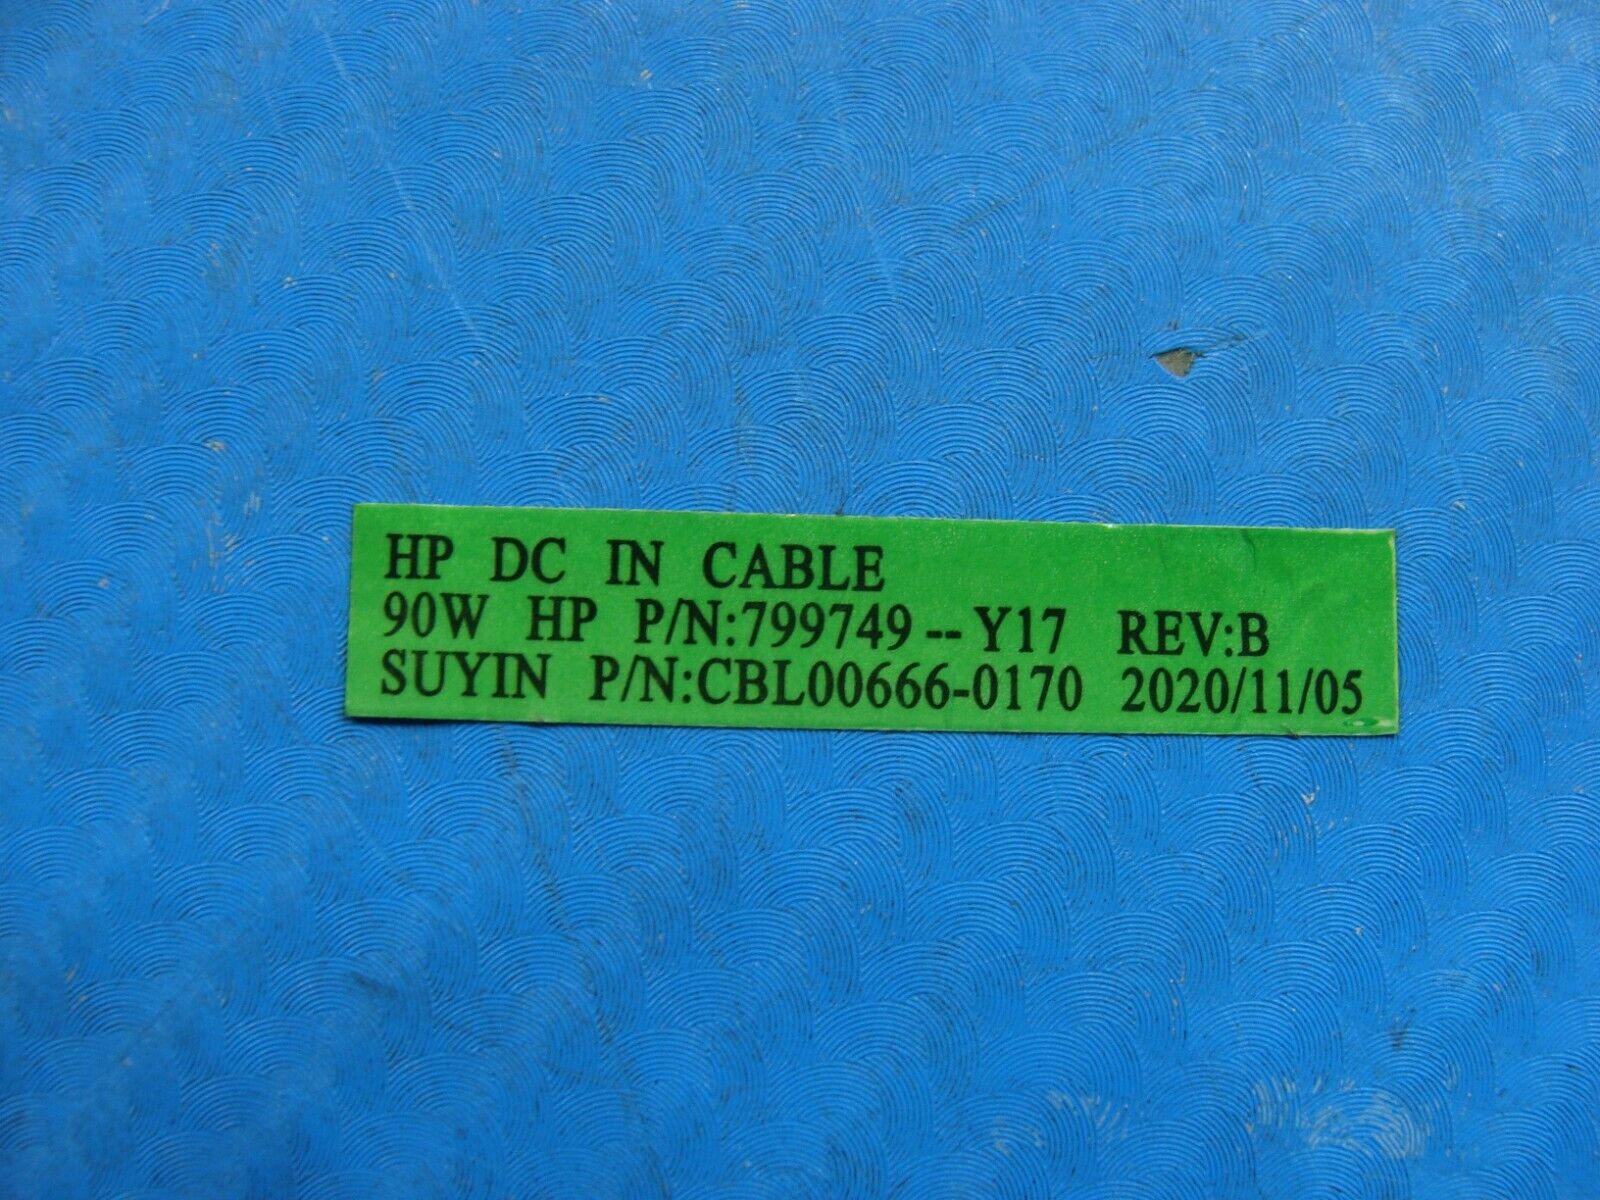 HP DC IN CABLE
90W HP P/N:799749--Y17 REV:B
SUYIN P/N:CBL00666-0170 2020/11/05